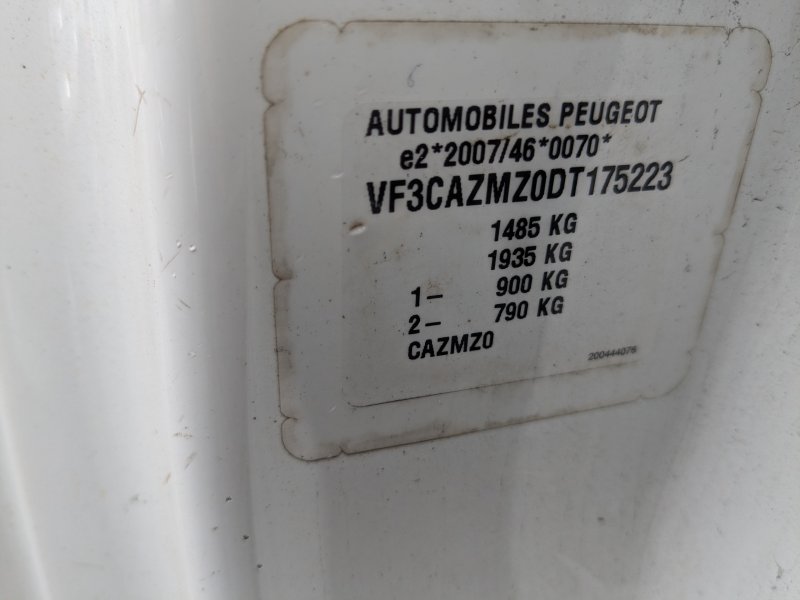 AUTOMOBILES PEUGEOT
e2*2007/46*0070*
VF3CAZMZ0DT175223
1485 KG
1935 KG
1– 900 KG
2– 790 KG
CAZMZ0
200444076